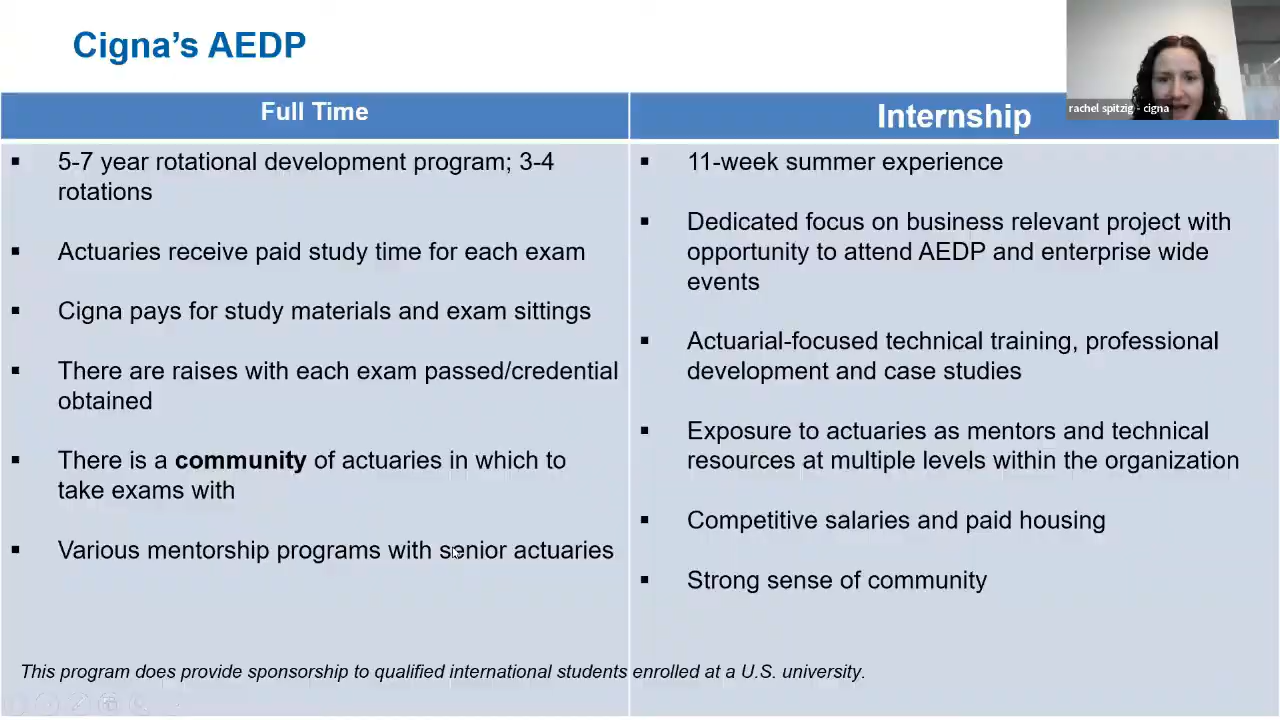 Cigna's AEDP
rachel spitzig - cigna
Full Time
▪ 5-7 year rotational development program; 3-4
rotations
▪ Actuaries receive paid study time for each exam
▪ Cigna pays for study materials and exam sittings
▪ There are raises with each exam passed/credential
obtained
▪ There is a community of actuaries in which to
take exams with
▪ Various mentorship programs with senior actuaries
Internship
▪ 11-week summer experience
▪ Dedicated focus on business relevant project with
opportunity to attend AEDP and enterprise wide
events
▪ Actuarial-focused technical training, professional
development and case studies
▪ Exposure to actuaries as mentors and technical
resources at multiple levels within the organization
▪ Competitive salaries and paid housing
▪ Strong sense of community
This program does provide sponsorship to qualified international students enrolled at a U.S. university.